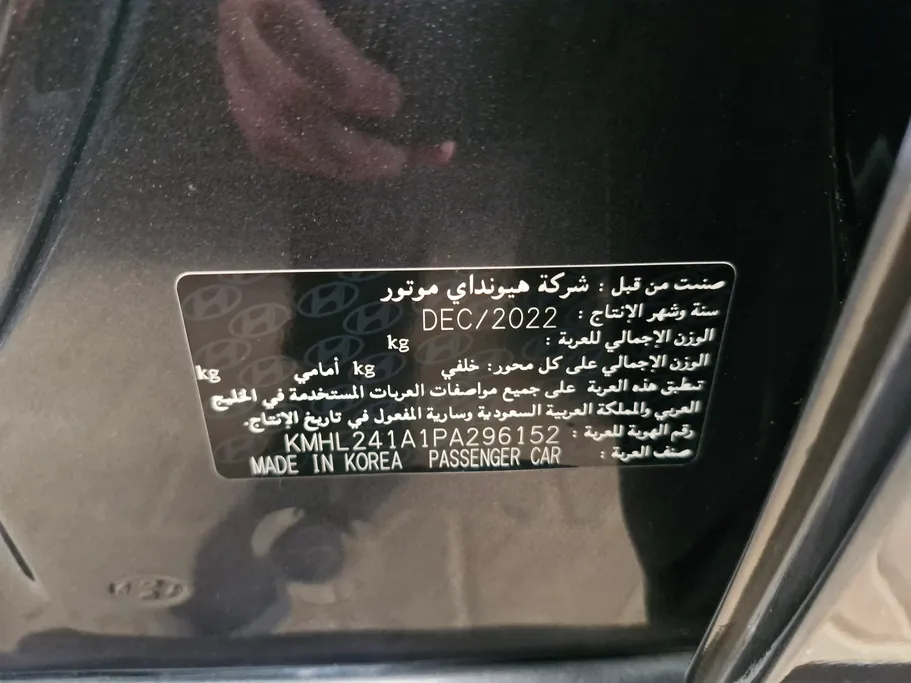 صنعت من قبل : شركة هيونداي موتور
سنة وشهر الانتاج : DEC/2022
الوزن الإجمالي للعربة : kg
الوزن الإجمالي على كل محور: خلفي kg أمامي kg
تنطبق هذه العربة على جميع مواصفات العربات المستخدمة في الخليج
العربي والمملكة العربية السعودية وسارية المفعول في تاريخ الإنتاج.
رقم الهوية للعربة : KMHL241A1PA296152
صنف العربة : PASSENGER CAR MADE IN KOREA